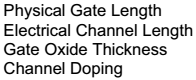 Physical Gate Length
Electrical Channel Length
Gate Oxide Thickness
Channel Doping